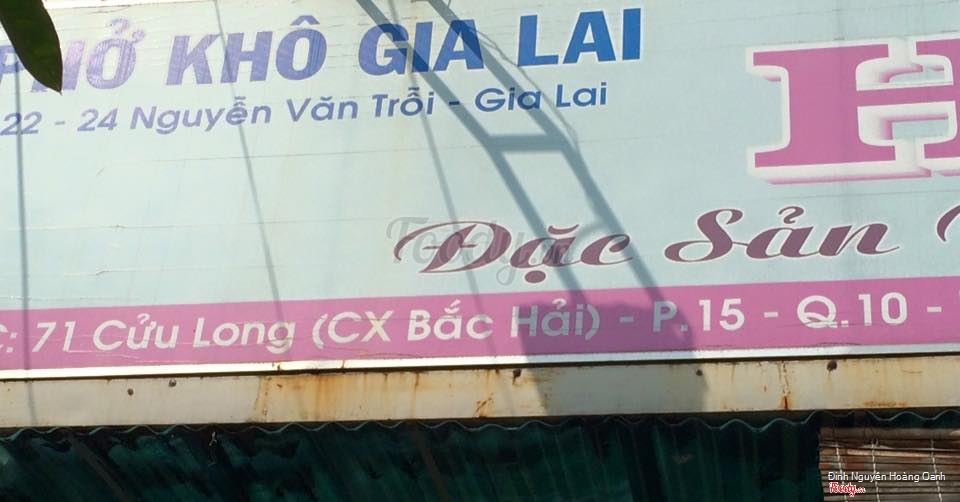 PHỞ KHÔ GIA LAI
22 - 24 Nguyễn Văn Trỗi - Gia Lai
H
Đặc Sản
C: 71 Cửu Long (CX Bắc Hải) - P.15 - Q.10 -
Đinh Nguyễn Hoàng Oanh